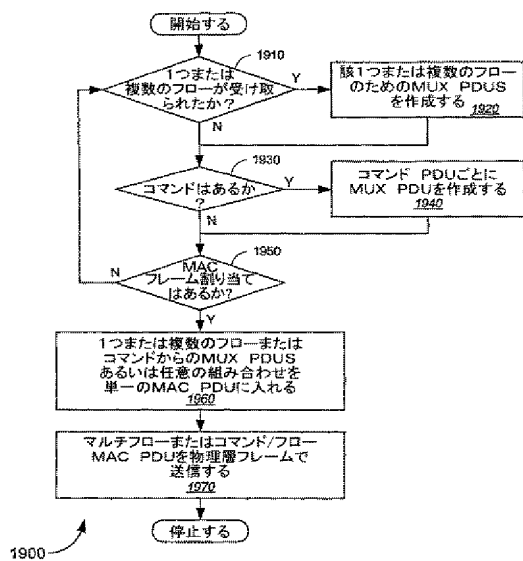 開始する
1910
1つまたは
複数のフローが受け取
られたか？
Y
該1つまたは複数のフロー
のためのMUX PDUS
を作成する
1920
N
1930
コマンドはあるか
？
Y
コマンド PDUごとに
MUX PDUを作成する
1940
N
1950
MAC
フレーム割り当て
はあるか?
N
Y
1つまたは複数のフローまたは
コマンドからのMUX PDUS
あるいは任意の組み合わせを
単一のMAC PDUに入れる
1960
マルチフローまたはコマンド/フロー
MAC PDUを物理層フレームで
送信する
1970
停止する
1900